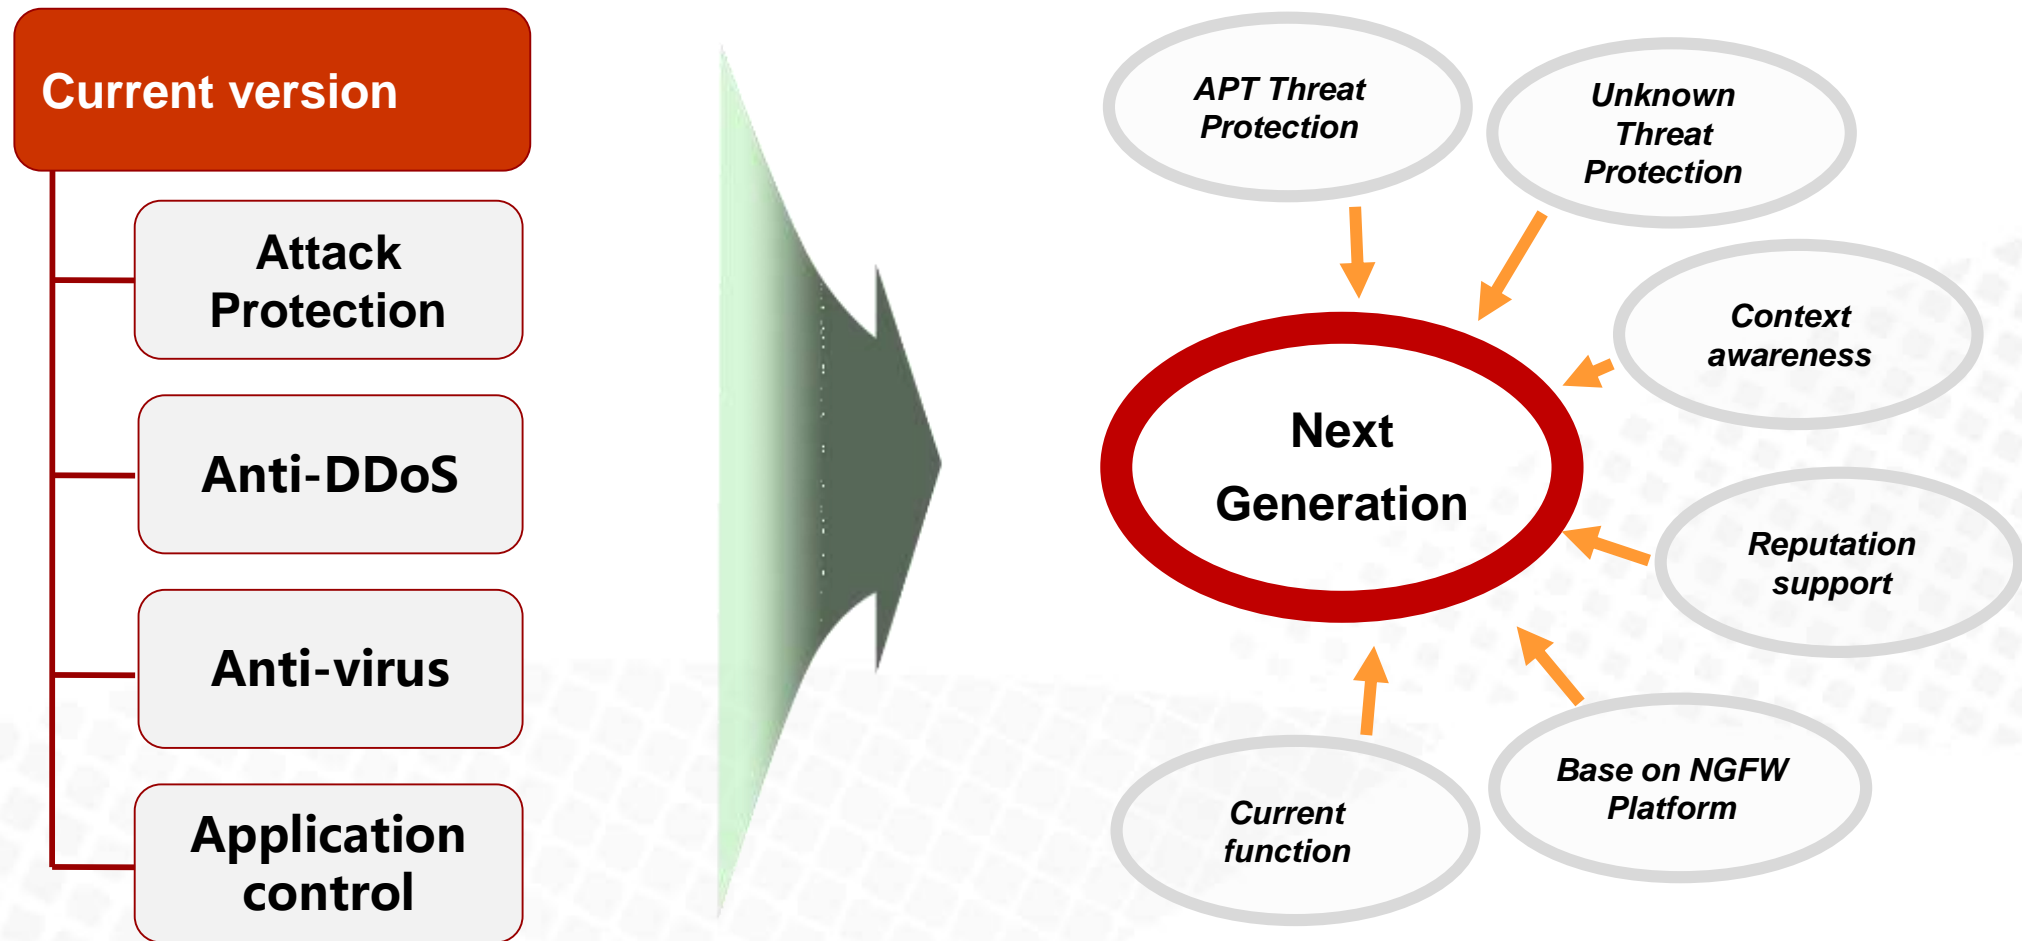 Current version
Attack
Protection
Anti-DDoS
Anti-virus
Application
control
APT Threat
Protection
Unknown
Threat
Protection
Context
awareness
Next
Generation
Reputation
support
Base on NGFW
Platform
Current
function